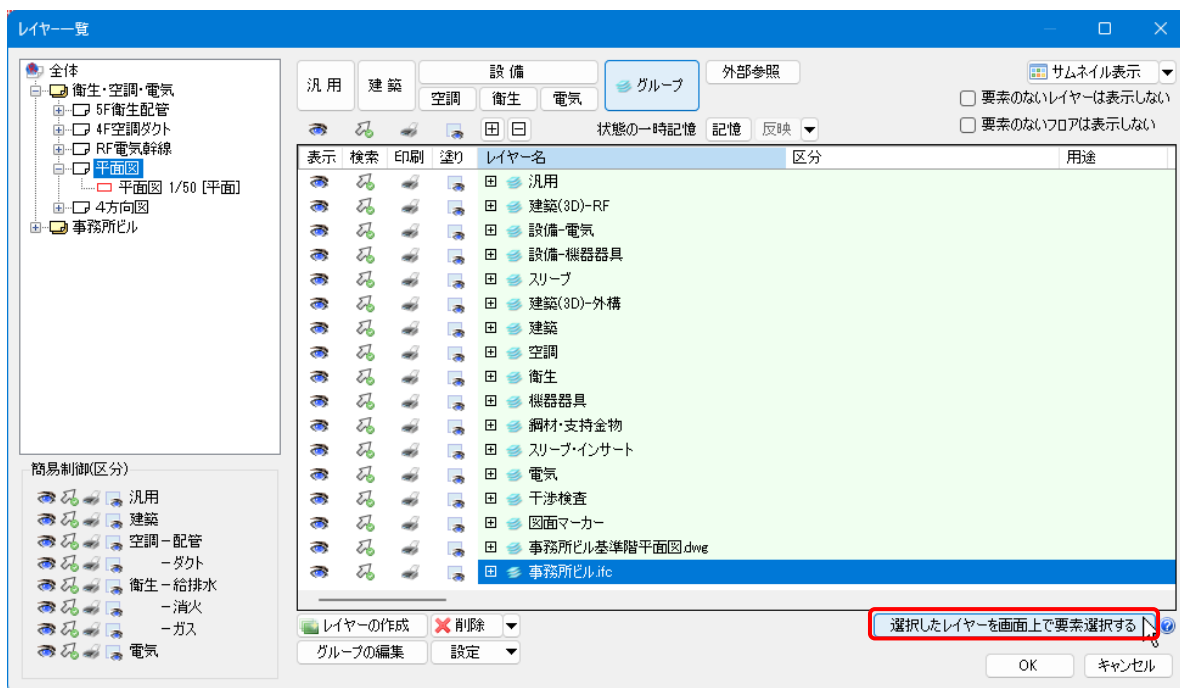 レイヤー一覧
全体
衛生・空調・電気
5F衛生配管
4F空調ダクト
RF電気幹線
平面図
平面図 1/50 [平面]
4方向図
事務所ビル
簡易制御(区分)
汎用
建築
空調－配管
－ダクト
衛生－給排水
－消火
－ガス
電気
汎用 建築 設備 グループ 外部参照 サムネイル表示
空調 衛生 電気
要素のないレイヤーは表示しない
要素のないフロアは表示しない
状態の一時記憶 記憶 反映
表示 検索 印刷 塗り レイヤー名 区分 用途
汎用
建築(3D)-RF
設備-電気
設備-機器器具
スリーブ
建築(3D)-外構
建築
空調
衛生
機器器具
鋼材・支持金物
スリーブ・インサート
電気
干渉検査
図面マーカー
事務所ビル基準階平面図.dwg
事務所ビル.ifc
レイヤーの作成 削除 選択したレイヤーを画面上で要素選択する
グループの編集 設定
OK キャンセル